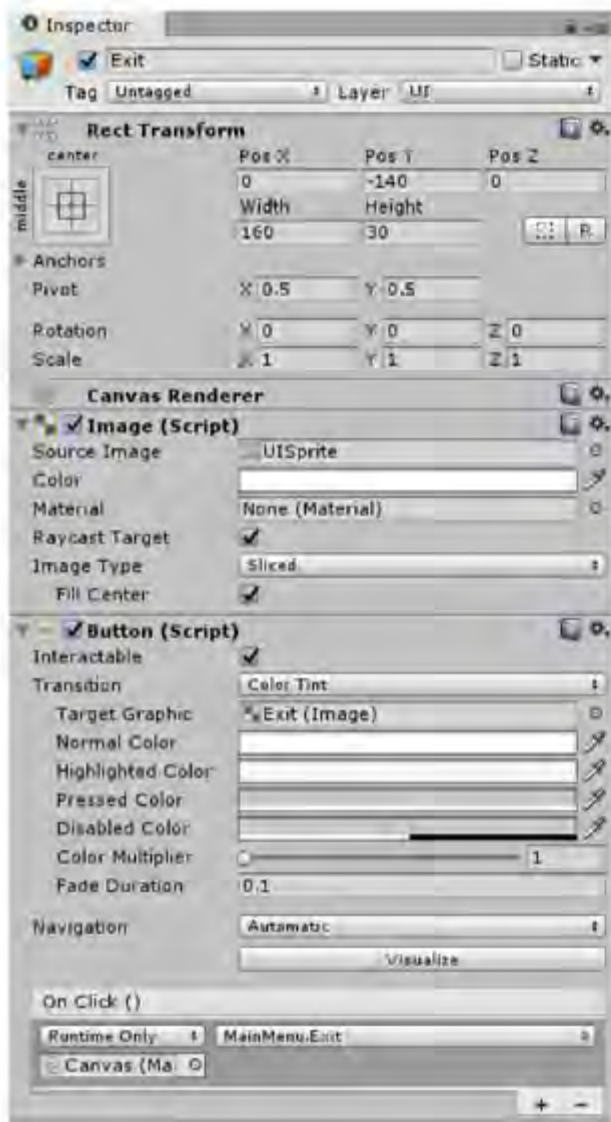 Inspector
Exit Static
Tag Untagged Layer UI
Rect Transform
center Pos X Pos Y Pos Z
middle 0 -140 0
Width Height
160 30 R
Anchors
Pivot X 0.5 Y 0.5
Rotation X 0 Y 0 Z 0
Scale X 1 Y 1 Z 1
Canvas Renderer
Image (Script)
Source Image UISprite
Color
Material None (Material)
Raycast Target
Image Type Sliced
Fill Center
Button (Script)
Interactable
Transition Color Tint
Target Graphic Exit (Image)
Normal Color
Highlighted Color
Pressed Color
Disabled Color
Color Multiplier 1
Fade Duration 0.1
Navigation Automatic
Visualize
On Click ()
Runtime Only MainMenu.Exit
Canvas (Ma
+ -